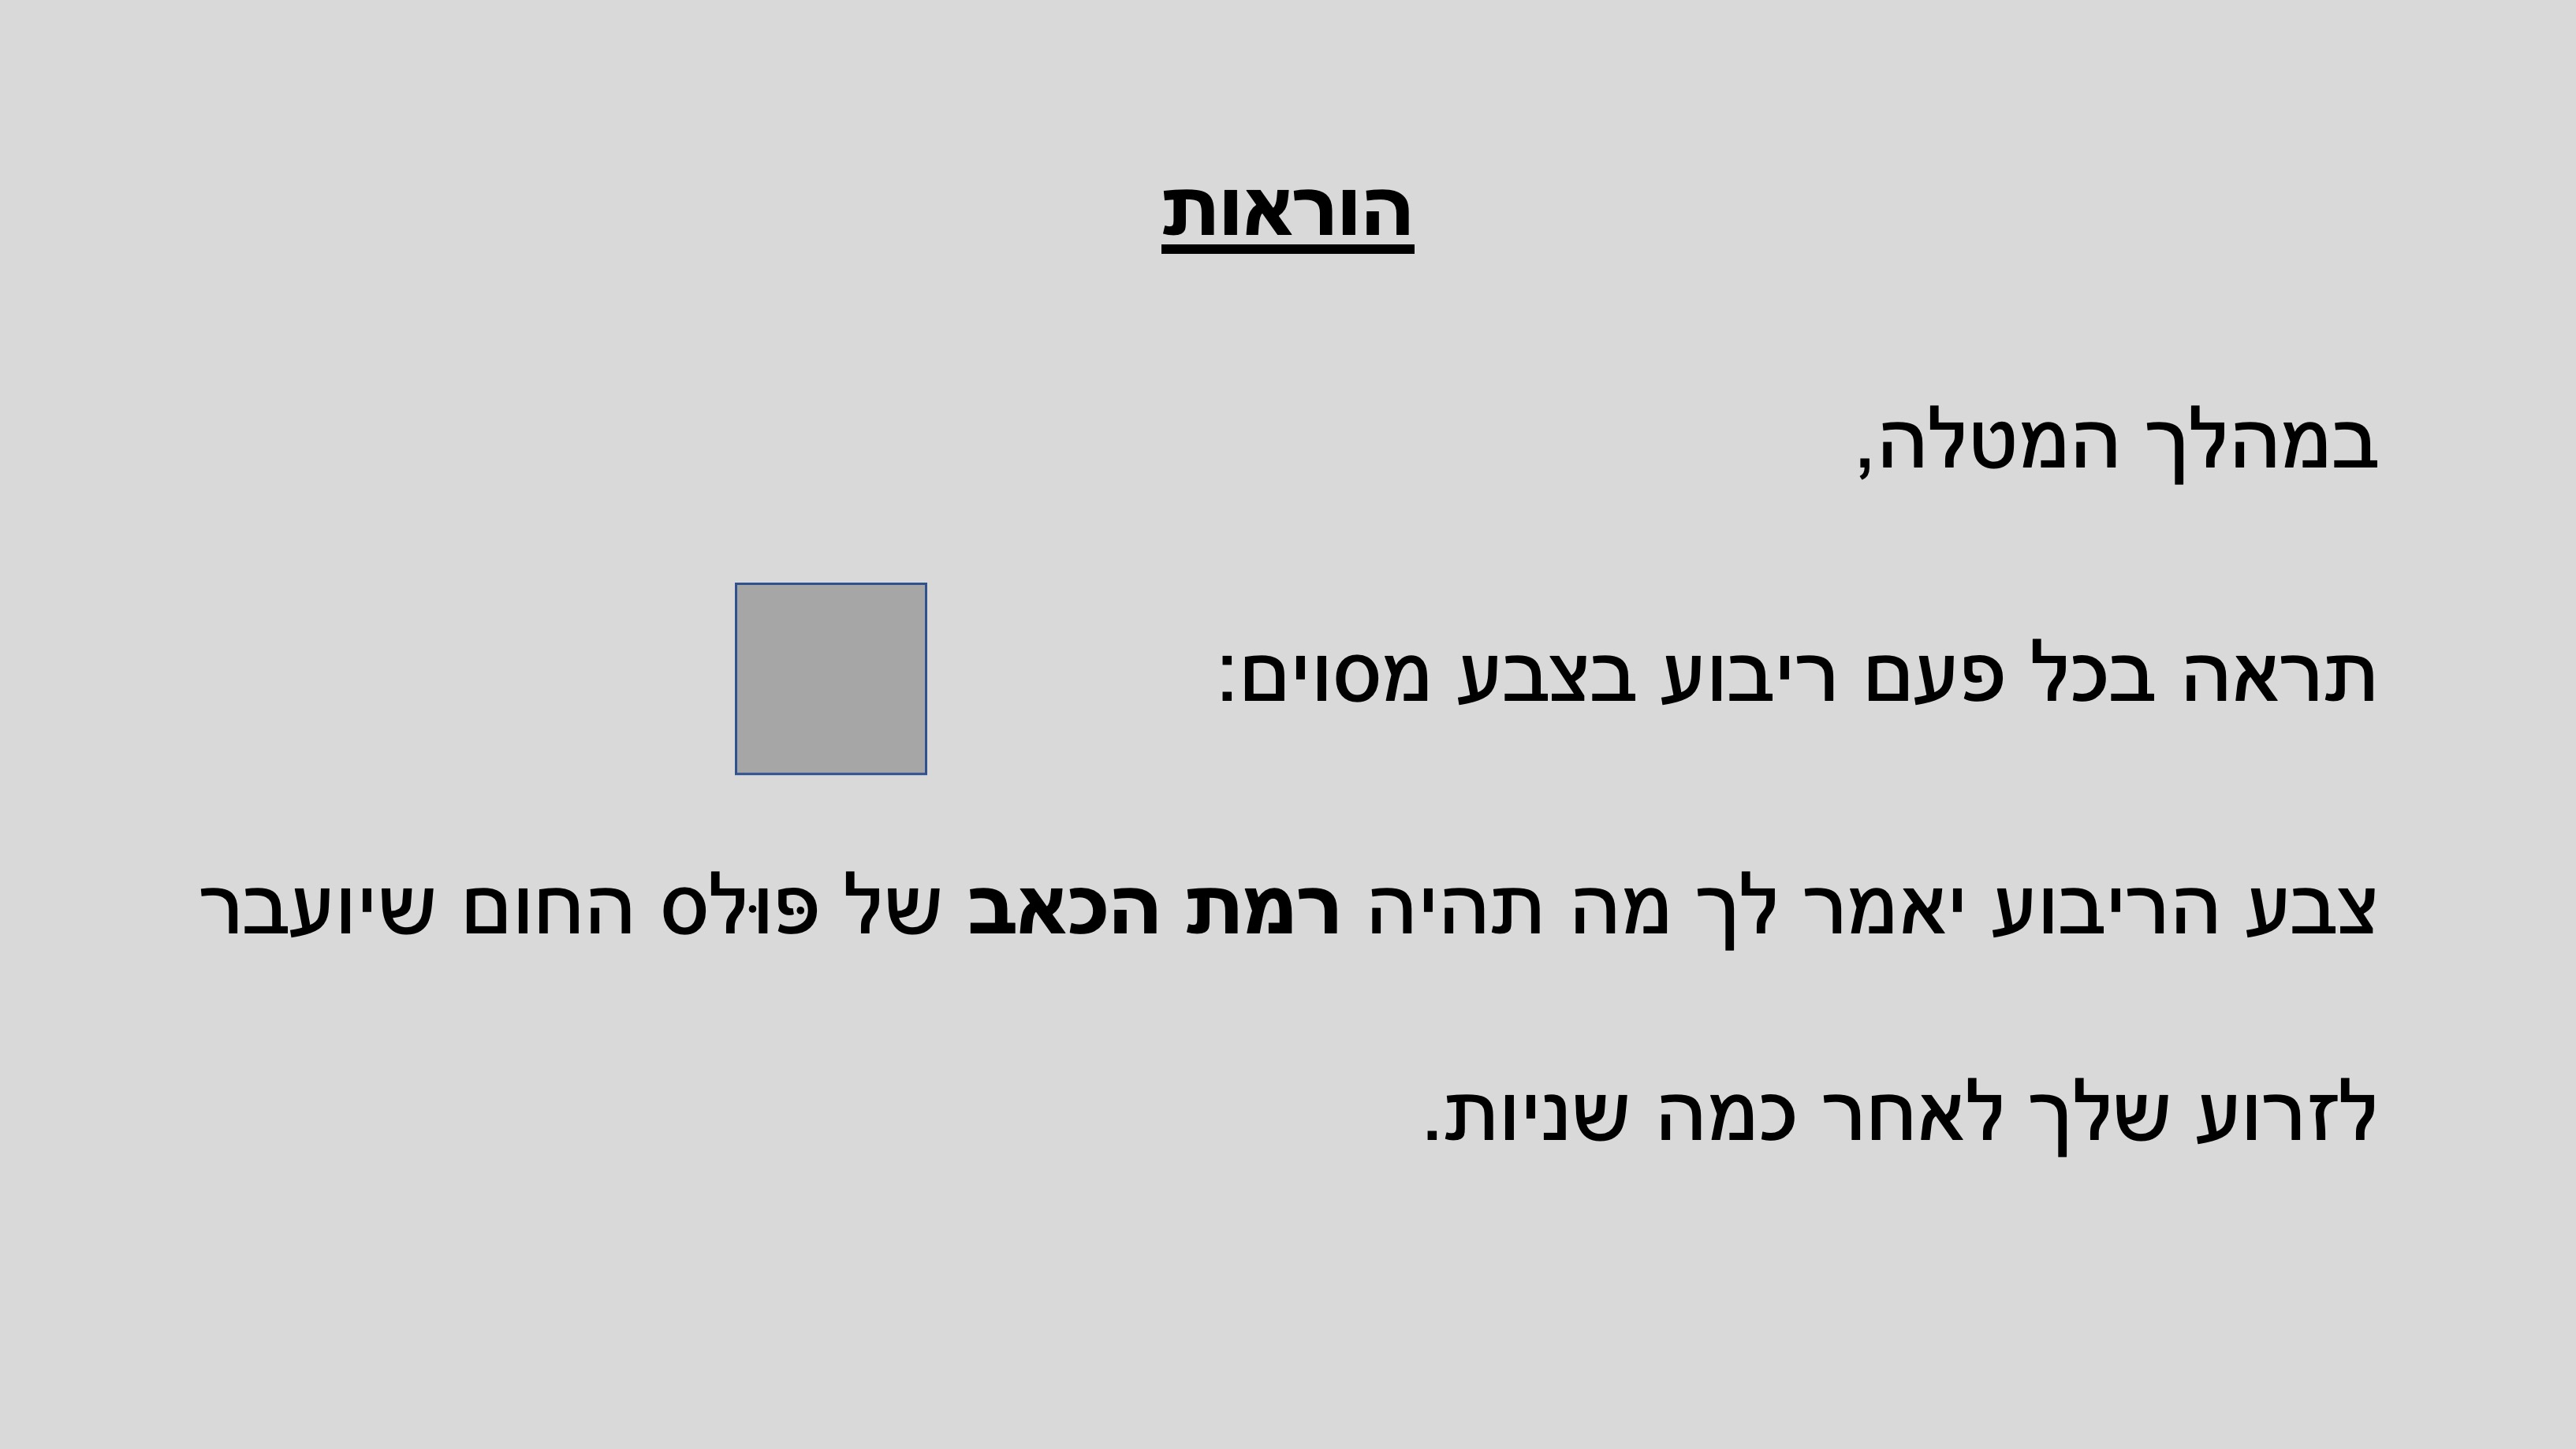 הוראות
במהלך המטלה,
תראה בכל פעם ריבוע בצבע מסוים:
צבע הריבוע יאמר לך מה תהיה רמת הכאב של פּוּלס החום שיועבר
לזרוע שלך לאחר כמה שניות.